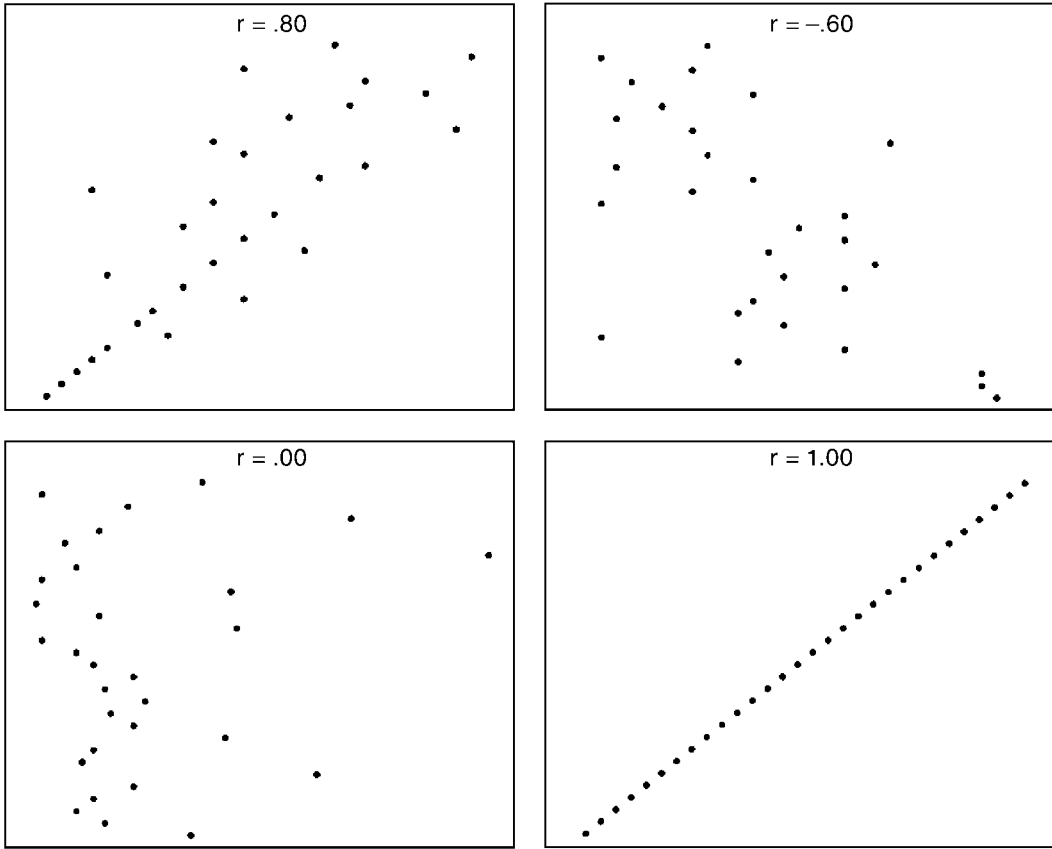 r = .80
r = –.60
r = .00
r = 1.00